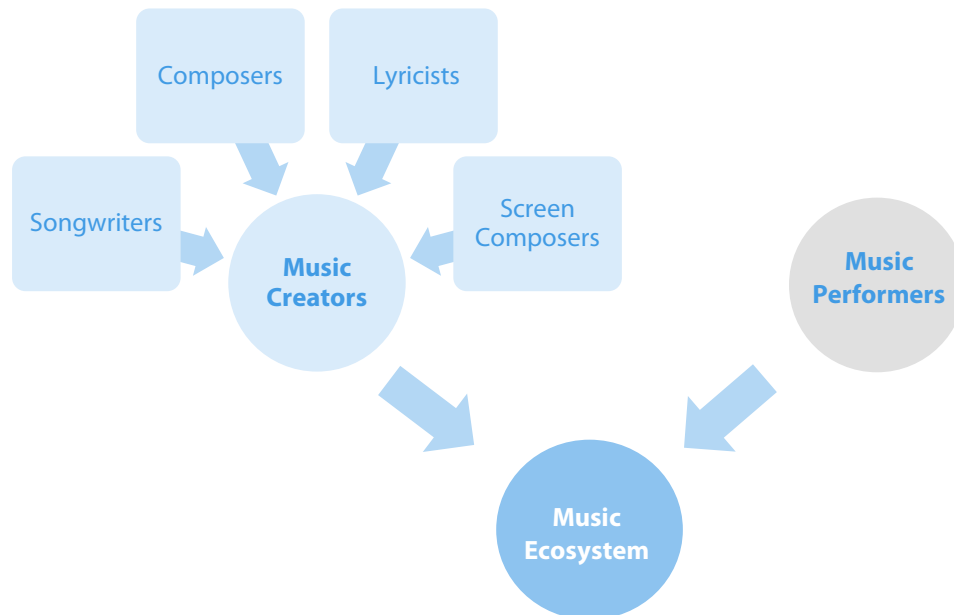 Composers
Lyricists
Songwriters
Screen
Composers
Music
Creators
Music
Performers
Music
Ecosystem